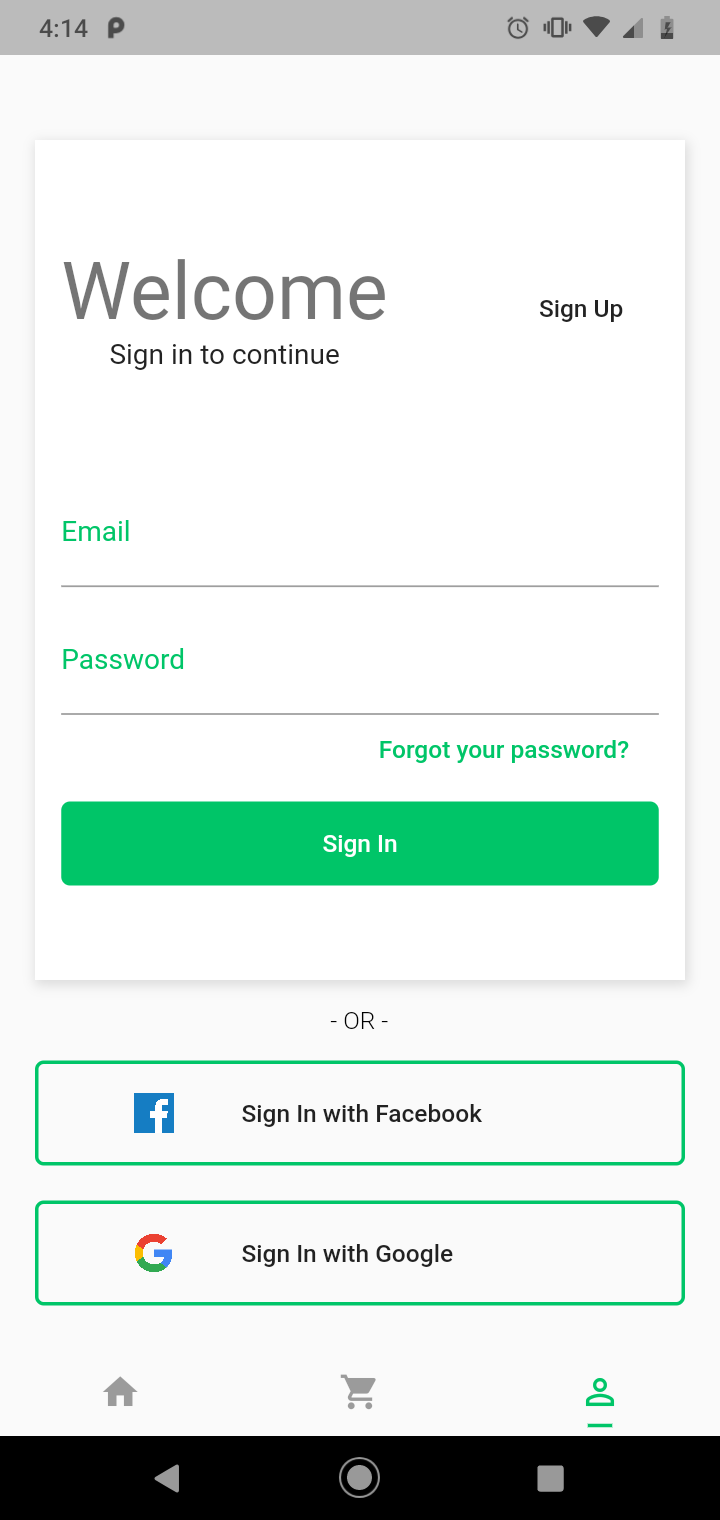 4:14
Welcome
Sign Up
Sign in to continue
Email
Password
Forgot your password?
Sign In
- OR -
Sign In with Facebook
Sign In with Google